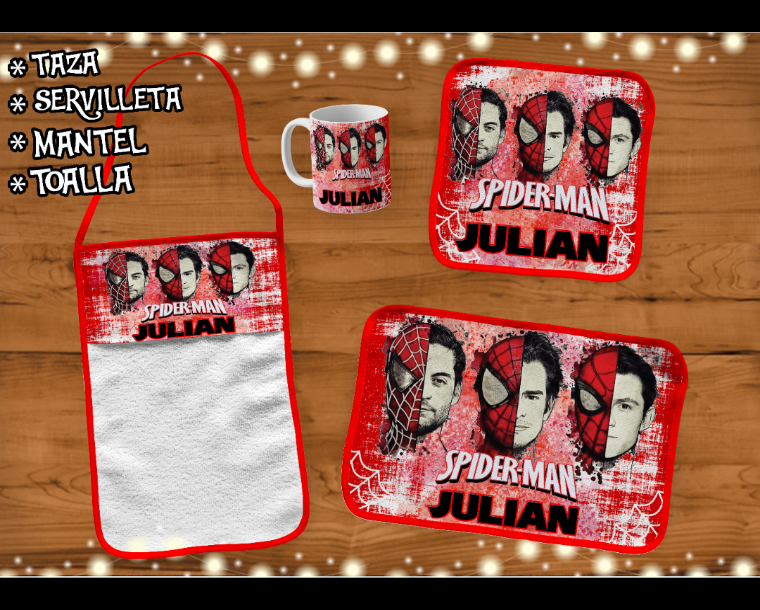 * TAZA
* SERVILLETA
* MANTEL
* TOALLA
SPIDER-MAN
JULIAN
SPIDER-MAN
JULIAN
SPIDER-MAN
JULIAN
SPIDER-MAN
JULIAN